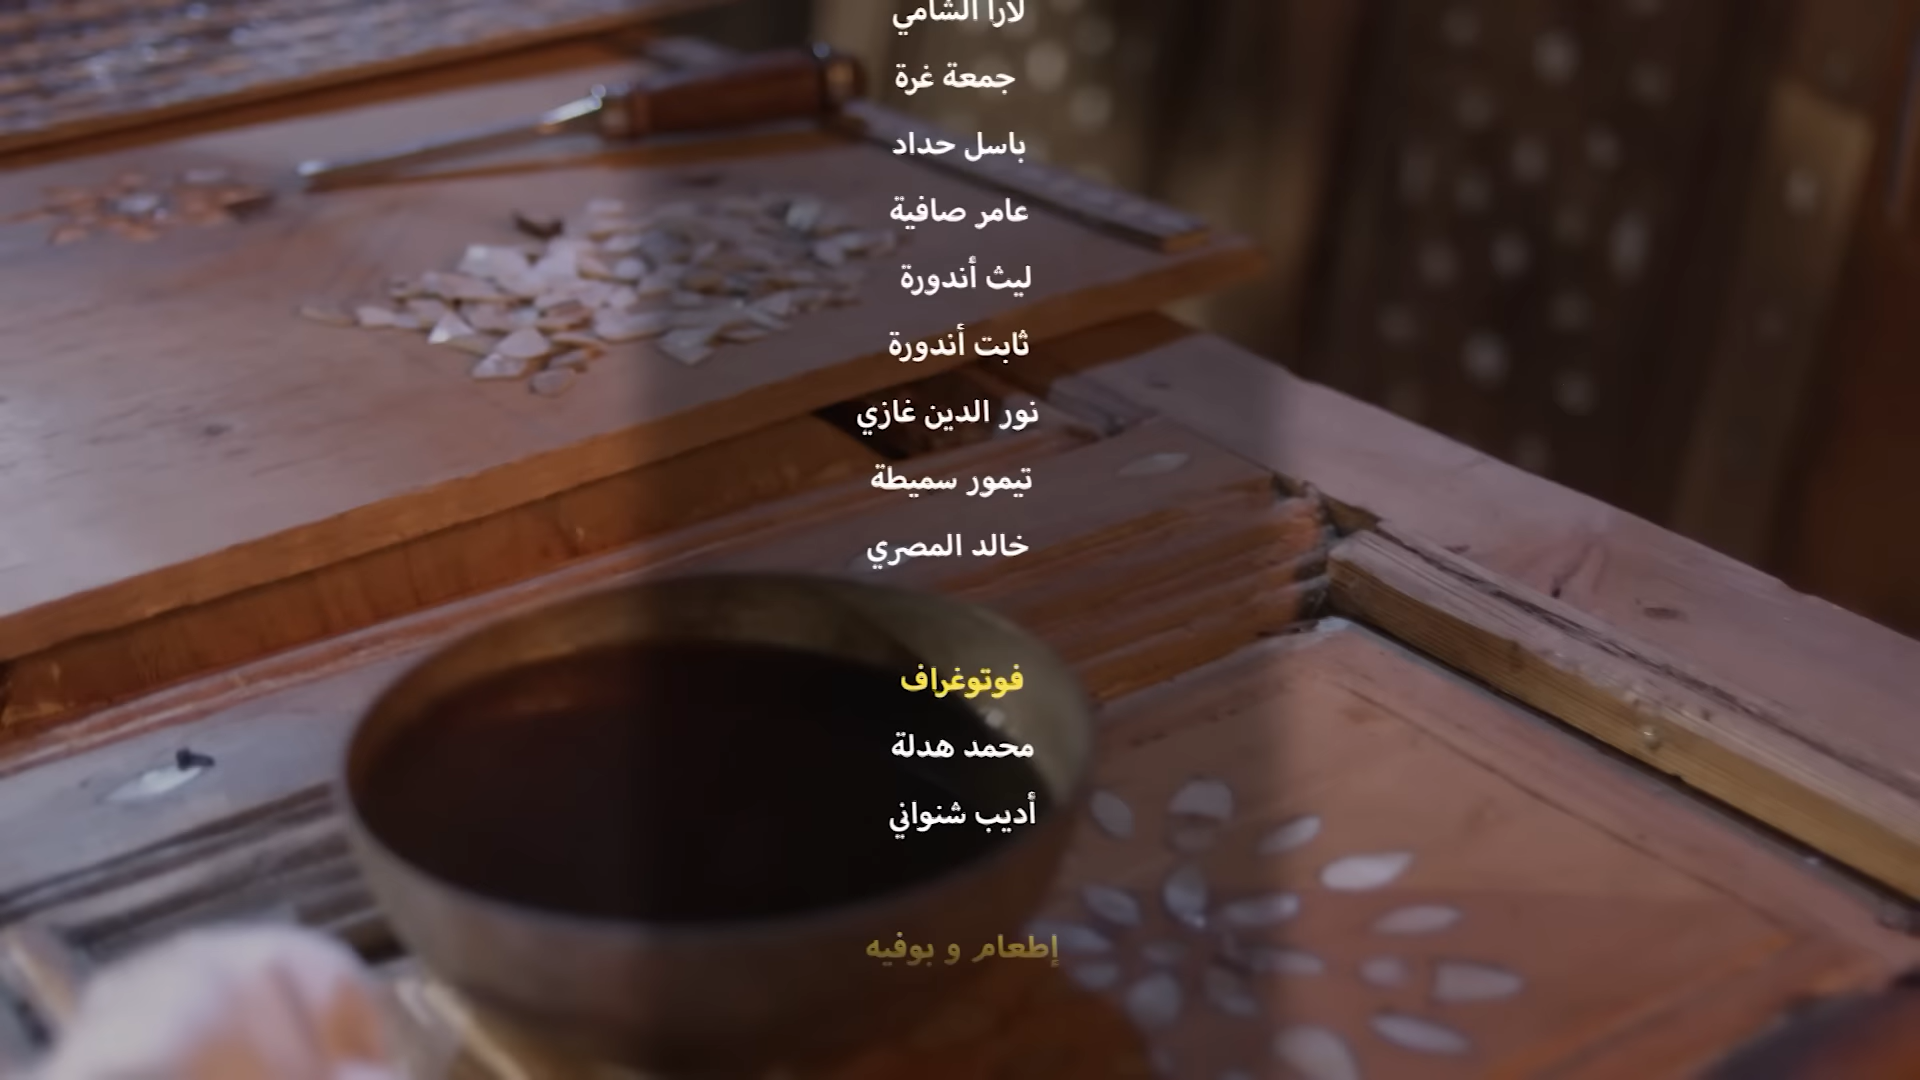 لارا الشامي
جمعة غرة
باسل حداد
عامر صافية
ليث أندورة
ثابت أندورة
نور الدين غازي
تيمور سميطة
خالد المصري
فوتوغراف
محمد هدلة
أديب شنواني
إطعام و بوفيه